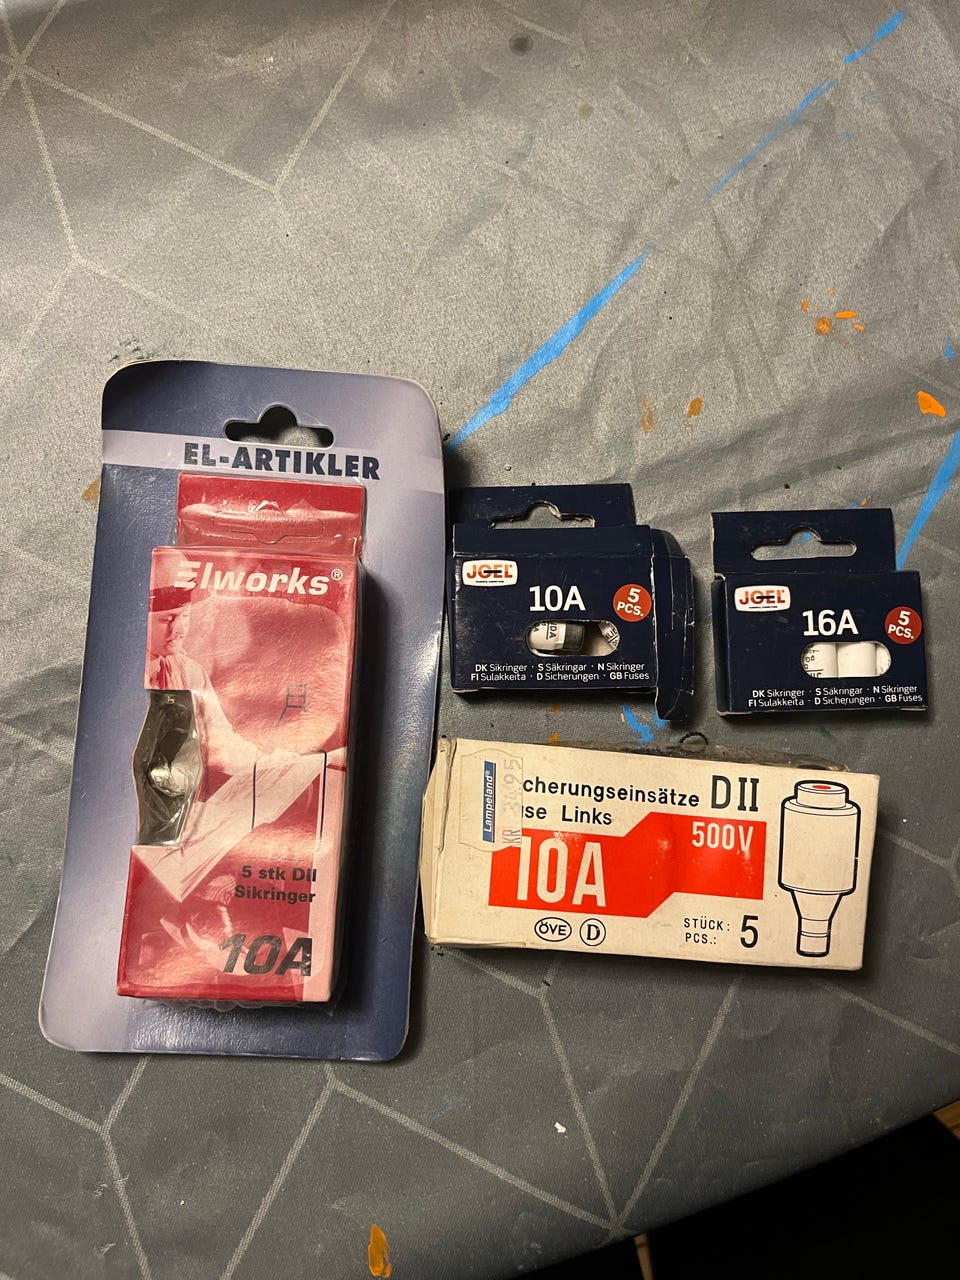 EL-ARTIKLER
Elworks®
5 stk DII
Sikringer
10A
JOEL®
10A
5
PCS.
DK Sikringer · S Säkringar · N Sikringer
FI Sulakkeita · D Sicherungen · GB Fuses
JOEL®
16A
5
PCS.
DK Sikringer · S Säkringar · N Sikringer
FI Sulakkeita · D Sicherungen · GB Fuses
Lampeland®
cherungseinsätze DII
se Links
500V
10A
ÖVE D
STÜCK:
PCS.: 5